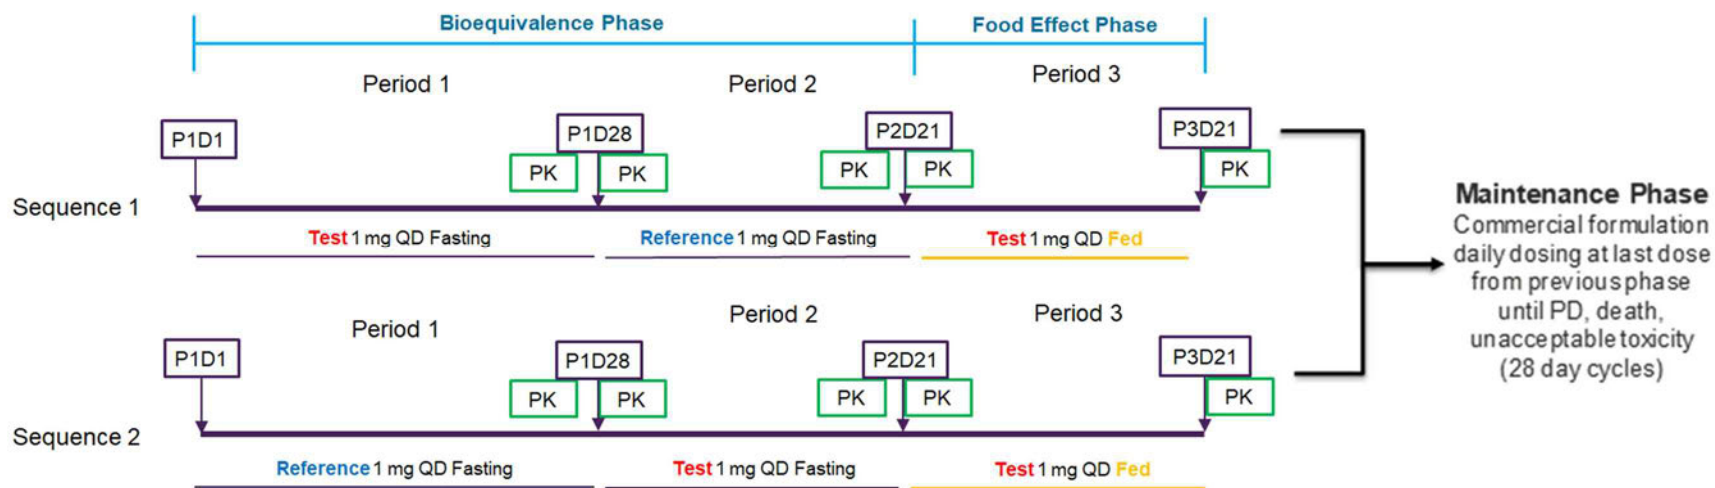 Bioequivalence Phase
Food Effect Phase
Period 1
Period 2
Period 3
P1D1
P1D28
P2D21
P3D21
PK
PK
PK
PK
PK
Sequence 1
Test 1 mg QD Fasting
Reference 1 mg QD Fasting
Test 1 mg QD Fed
Period 1
Period 2
Period 3
P1D1
P1D28
P2D21
P3D21
PK
PK
PK
PK
PK
Sequence 2
Reference 1 mg QD Fasting
Test 1 mg QD Fasting
Test 1 mg QD Fed
Maintenance Phase
Commercial formulation
daily dosing at last dose
from previous phase
until PD, death,
unacceptable toxicity
(28 day cycles)